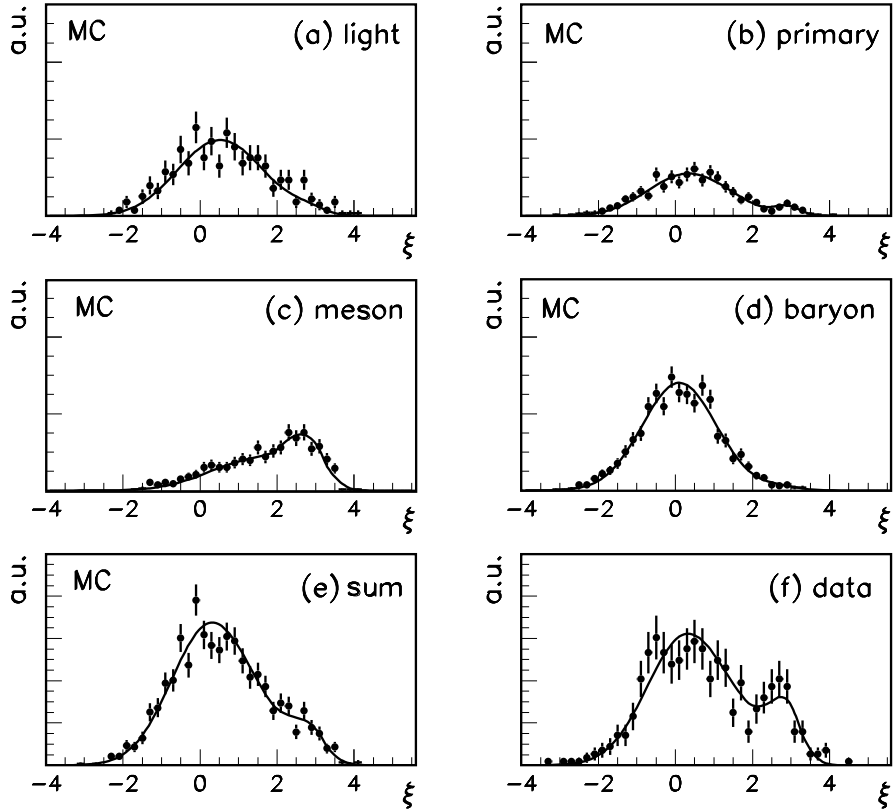 a.u.
MC
(a) light
−4 −2 0 2 4
ξ
a.u.
MC
(b) primary
−4 −2 0 2 4
ξ
a.u.
MC
(c) meson
−4 −2 0 2 4
ξ
a.u.
MC
(d) baryon
−4 −2 0 2 4
ξ
a.u.
MC
(e) sum
−4 −2 0 2 4
ξ
a.u.
(f) data
−4 −2 0 2 4
ξ